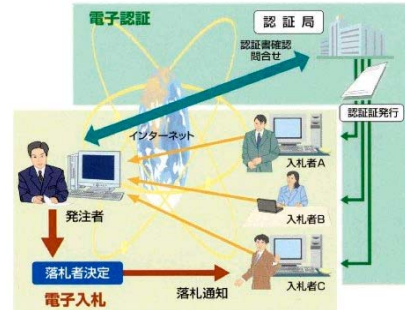 電子認証
認証局
認証書確認
問合せ
認証証発行
インターネット
入札者A
発注者
入札者B
落札者決定
落札通知
入札者C
電子入札